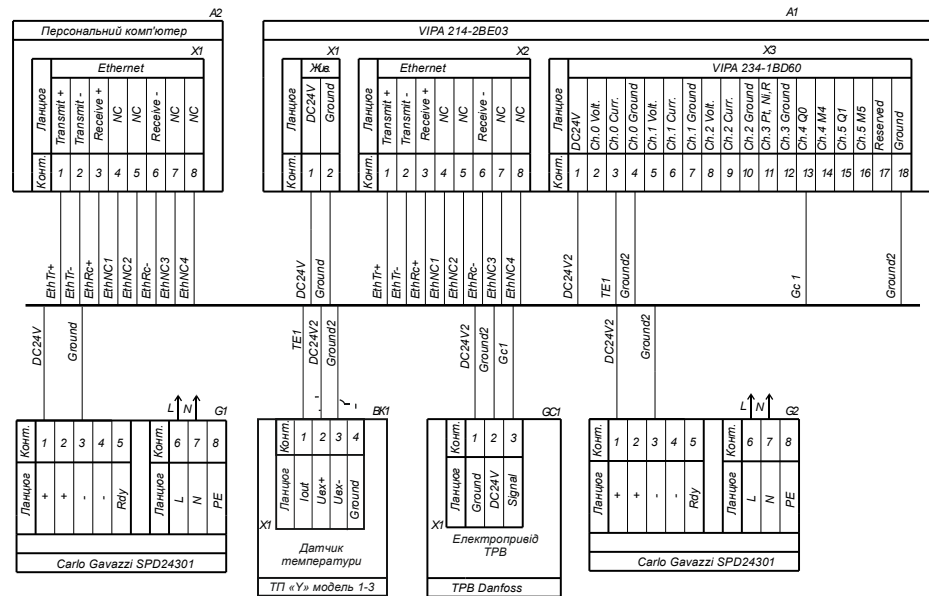 A2
Персональний комп'ютер
X1
Ланцюг
Ethernet
Transmit +
Transmit -
Receive +
NC
NC
Receive -
NC
NC
Конт.
1
2
3
4
5
6
7
8
A1
VIPA 214-2BE03
X1
Ланцюг
Жив.
DC24V
Ground
Конт.
1
2
X2
Ланцюг
Ethernet
Transmit +
Transmit -
Receive +
NC
NC
Receive -
NC
NC
Конт.
1
2
3
4
5
6
7
8
X3
Ланцюг
VIPA 234-1BD60
DC24V
Ch.0 Volt.
Ch.0 Curr.
Ch.0 Ground
Ch.1 Volt.
Ch.1 Curr.
Ch.1 Ground
Ch.2 Volt.
Ch.2 Curr.
Ch.2 Ground
Ch.3 Pt, Ni,R
Ch.3 Ground
Ch.4 Q0
Ch.4 M4
Ch.5 Q1
Ch.5 M5
Reserved
Ground
Конт.
1
2
3
4
5
6
7
8
9
10
11
12
13
14
15
16
17
18
EthTr+
EthTr-
EthRc+
EthNC1
EthNC2
EthRc-
EthNC3
EthNC4
DC24V
Ground
EthTr+
EthTr-
EthRc+
EthNC1
EthNC2
EthRc-
EthNC3
EthNC4
DC24V2
TE1
Ground2
Gc 1
Ground2
DC24V
Ground
TE1
DC24V2
Ground2
DC24V2
Ground2
Gc1
DC24V2
Ground2
L
N
G1
Конт.
1
2
3
4
5
Конт.
6
7
8
Ланцюг
+
+
-
-
Rdy
Ланцюг
L
N
PE
Carlo Gavazzi SPD24301
BK1
Конт.
1
2
3
4
Ланцюг
Iout
Uвх+
Uвх-
Ground
X1
Датчик
температури
ТП «Y» модель 1-3
GC1
Конт.
1
2
3
Ланцюг
Ground
DC24V
Signal
X1
Електропривід
ТРВ
ТРВ Danfoss
L
N
G2
Конт.
1
2
3
4
5
Конт.
6
7
8
Ланцюг
+
+
-
-
Rdy
Ланцюг
L
N
PE
Carlo Gavazzi SPD24301